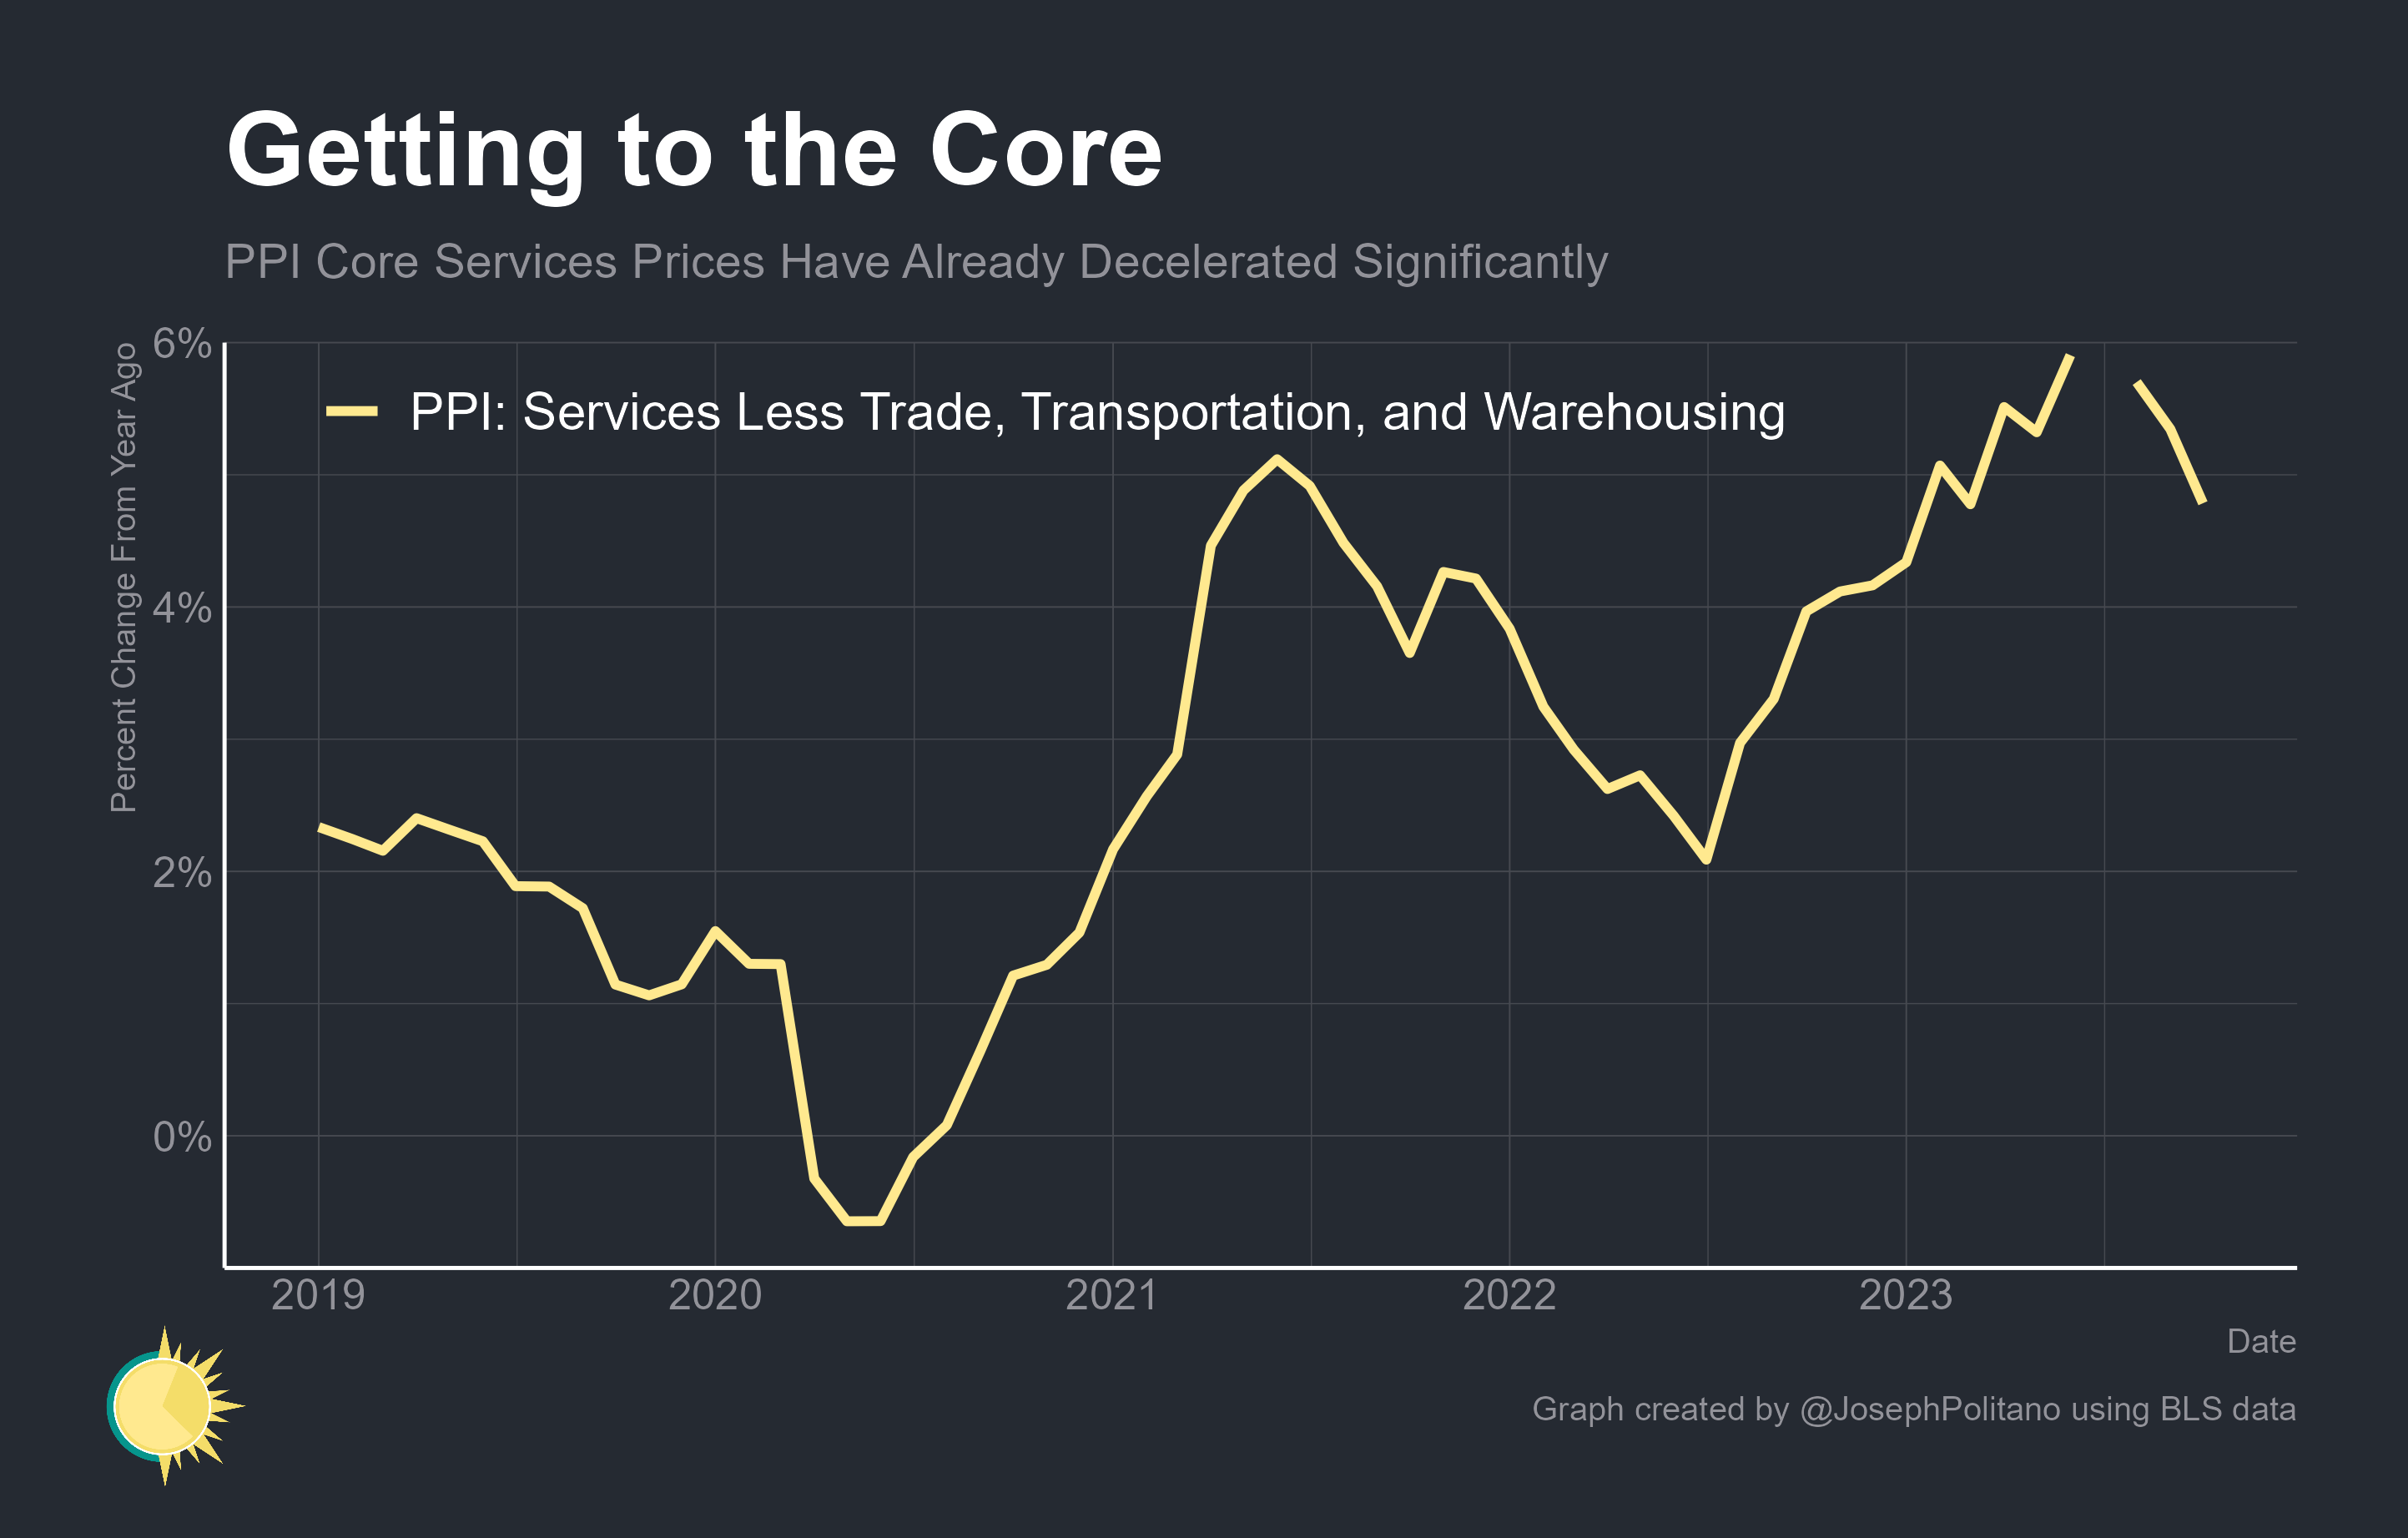 Getting to the Core
PPI Core Services Prices Have Already Decelerated Significantly
Percent Change From Year Ago
6%
PPI: Services Less Trade, Transportation, and Warehousing
4%
2%
0%
2019 2020 2021 2022 2023
Date
Graph created by @JosephPolitano using BLS data